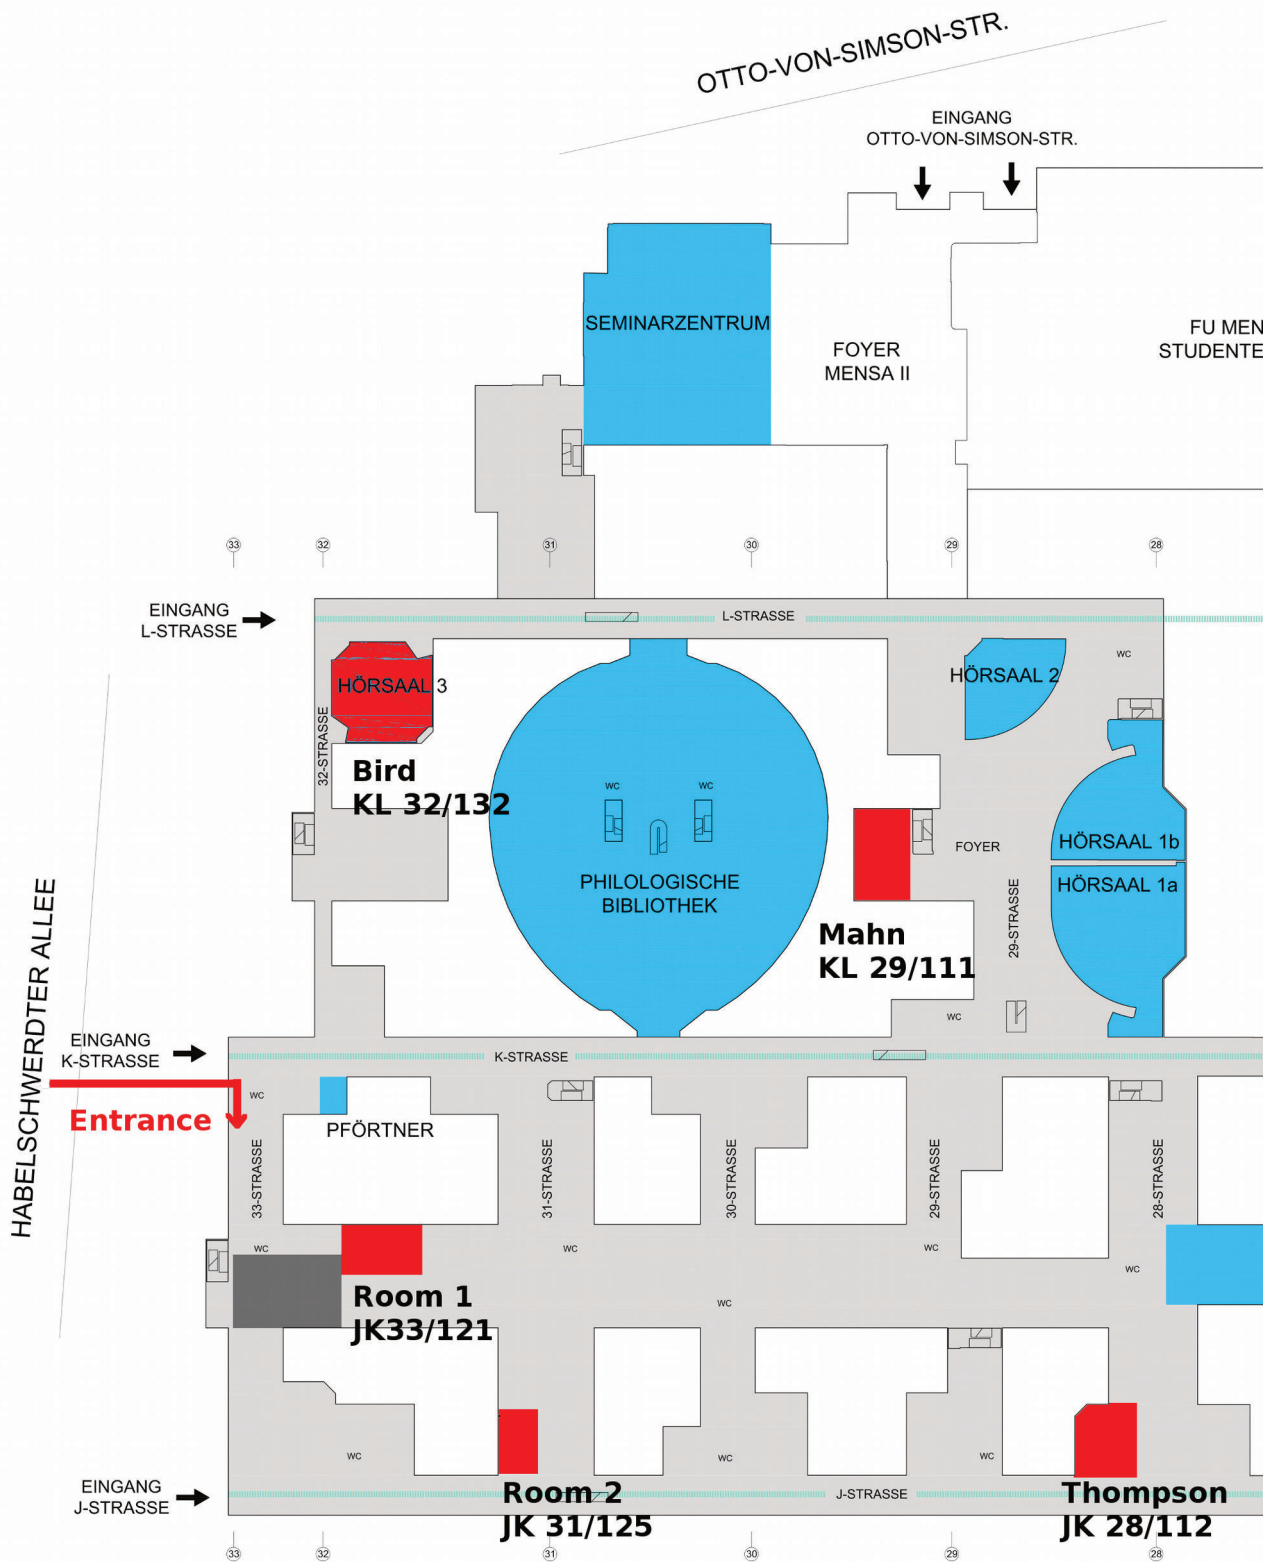 OTTO-VON-SIMSON-STR.
EINGANG
OTTO-VON-SIMSON-STR.
SEMINARZENTRUM
FOYER
MENSA II
FU MEN
STUDENTE
33
32
31
30
29
28
EINGANG
L-STRASSE
L-STRASSE
HÖRSAAL 3
HÖRSAAL 2
WC
32-STRASSE
Bird
KL 32/132
WC
WC
HÖRSAAL 1b
FOYER
HÖRSAAL 1a
PHILOLOGISCHE
BIBLIOTHEK
29-STRASSE
Mahn
KL 29/111
WC
HABELSCHWERDTER ALLEE
EINGANG
K-STRASSE
K-STRASSE
WC
Entrance
PFÖRTNER
33-STRASSE
31-STRASSE
30-STRASSE
29-STRASSE
28-STRASSE
WC
WC
WC
WC
Room 1
JK33/121
WC
WC
WC
WC
EINGANG
J-STRASSE
Room 2
JK 31/125
J-STRASSE
Thompson
JK 28/112
33
32
31
30
29
28